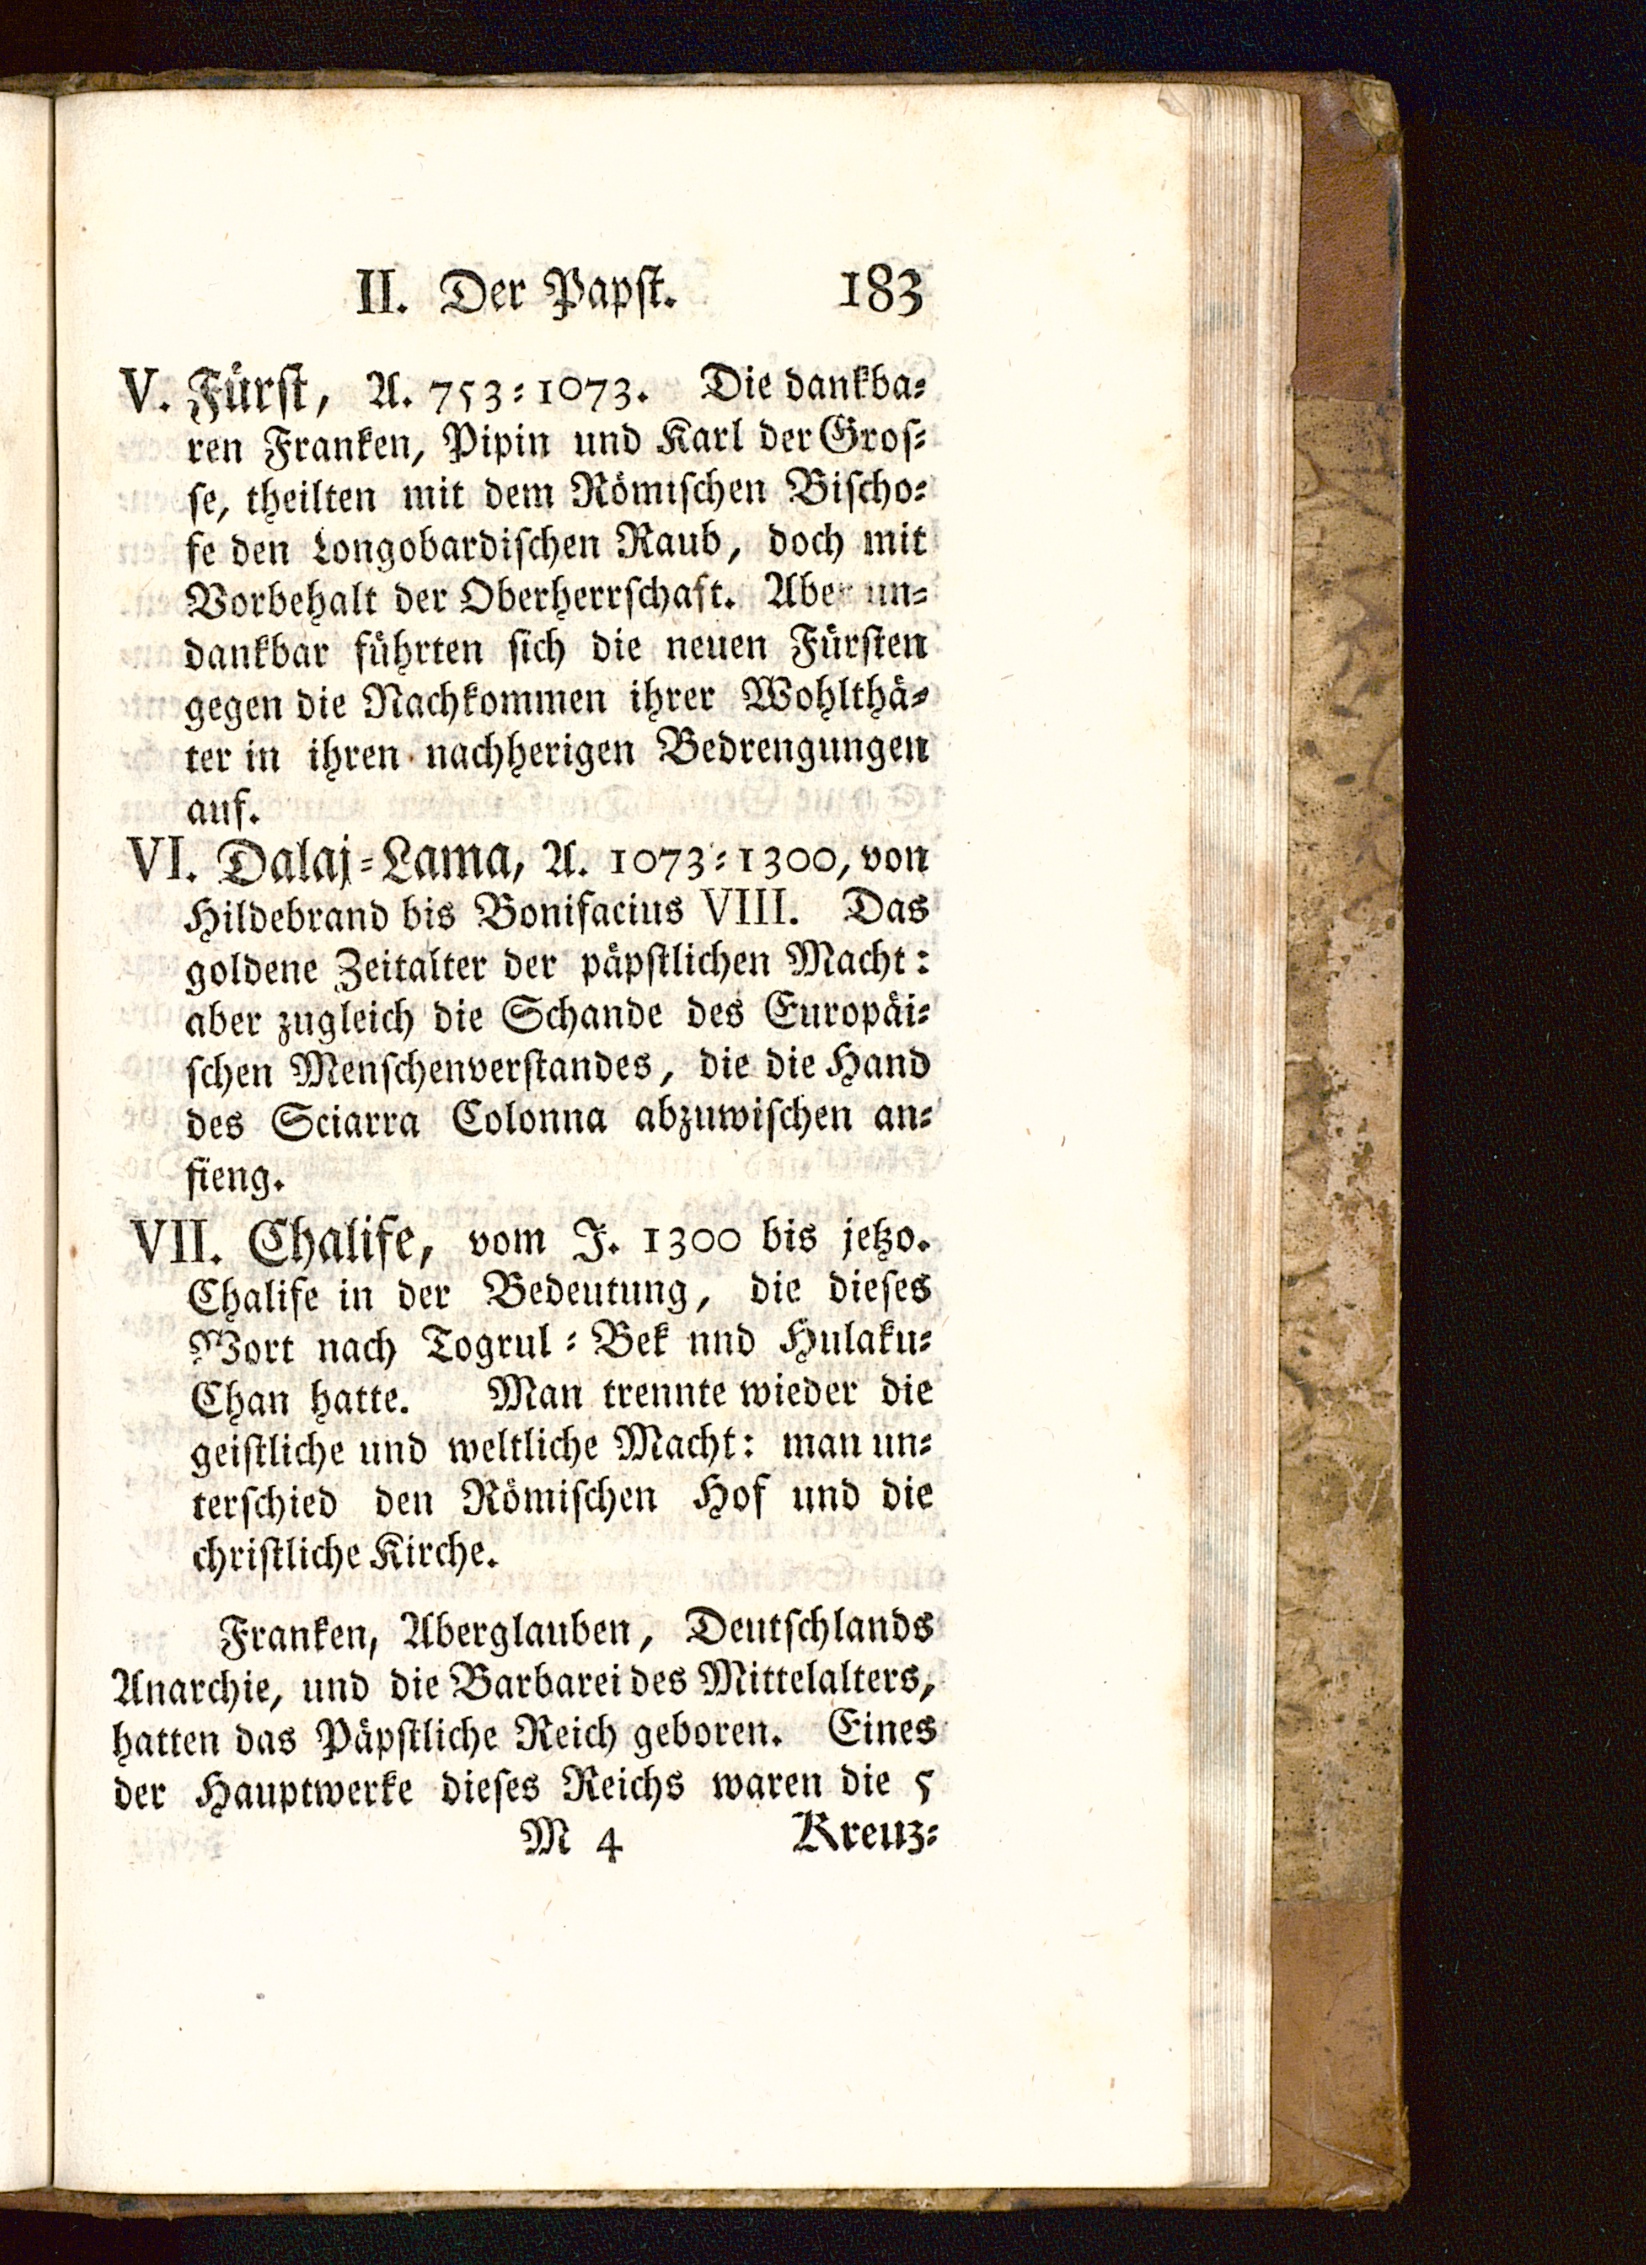 II. Der Papſt. 183
V. Fürſt, A. 753⸗1073. Die dankba⸗
ren Franken, Pipin und Karl der Groſ⸗
ſe, theilten mit dem Römiſchen Biſcho⸗
fe den Longobardiſchen Raub, doch mit
Vorbehalt der Oberherrſchaft. Aber un⸗
dankbar führten ſich die neuen Fürſten
gegen die Nachkommen ihrer Wohlthä⸗
ter in ihren nachherigen Bedrengungen
auf.
VI. Dalaj⸗Lama, A. 1073⸗1300, von
Hildebrand bis Bonifacius VIII. Das
goldene Zeitalter der päpſtlichen Macht:
aber zugleich die Schande des Europäi⸗
ſchen Menſchenverſtandes, die die Hand
des Sciarra Colonna abzuwiſchen an⸗
fieng.
VII. Chalife, vom J. 1300 bis jetzo.
Chalife in der Bedeutung, die dieſes
Wort nach Togrul⸗Bek nnd Hulaku⸗
Chan hatte. Man trennte wieder die
geiſtliche und weltliche Macht: man un⸗
terſchied den Römiſchen Hof und die
chriſtliche Kirche.
Franken, Aberglauben, Deutſchlands
Anarchie, und die Barbarei des Mittelalters,
hatten das Päpſtliche Reich geboren. Eines
der Hauptwerke dieſes Reichs waren die 5
M 4 Kreuz⸗